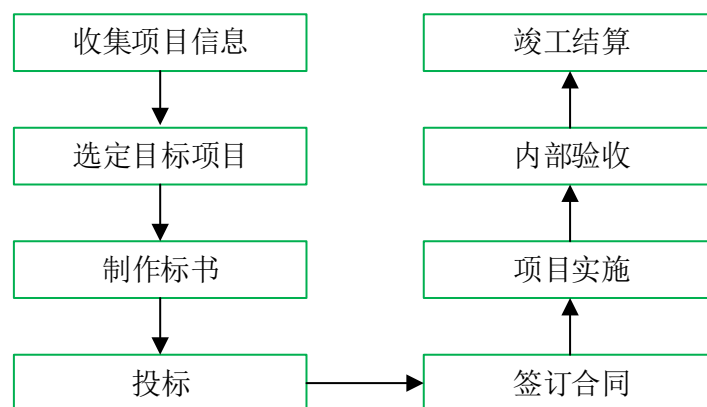 收集项目信息
选定目标项目
制作标书
投标
签订合同
项目实施
内部验收
竣工结算